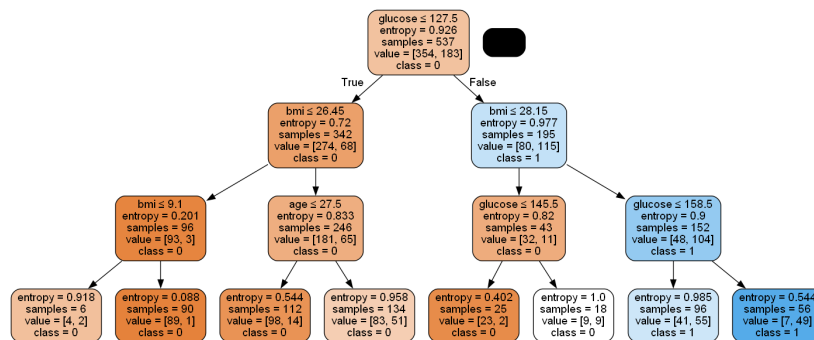 glucose ≤ 127.5
entropy = 0.926
samples = 537
value = [354, 183]
class = 0
True
False
bmi ≤ 26.45
entropy = 0.72
samples = 342
value = [274, 68]
class = 0
bmi ≤ 28.15
entropy = 0.977
samples = 195
value = [80, 115]
class = 1
bmi ≤ 9.1
entropy = 0.201
samples = 96
value = [93, 3]
class = 0
age ≤ 27.5
entropy = 0.833
samples = 246
value = [181, 65]
class = 0
glucose ≤ 145.5
entropy = 0.82
samples = 43
value = [32, 11]
class = 0
glucose ≤ 158.5
entropy = 0.9
samples = 152
value = [48, 104]
class = 1
entropy = 0.918
samples = 6
value = [4, 2]
class = 0
entropy = 0.088
samples = 90
value = [89, 1]
class = 0
entropy = 0.544
samples = 112
value = [98, 14]
class = 0
entropy = 0.958
samples = 134
value = [83, 51]
class = 0
entropy = 0.402
samples = 25
value = [23, 2]
class = 0
entropy = 1.0
samples = 18
value = [9, 9]
class = 0
entropy = 0.985
samples = 96
value = [41, 55]
class = 1
entropy = 0.544
samples = 56
value = [7, 49]
class = 1